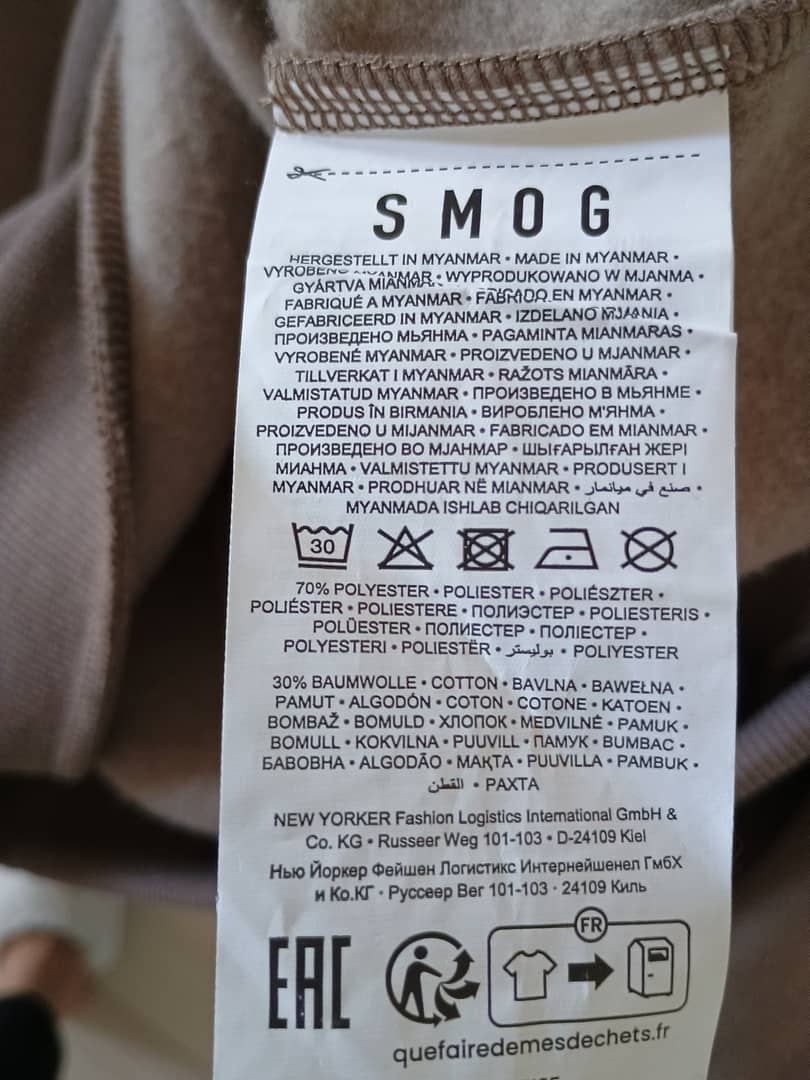 SMOG
HERGESTELLT IN MYANMAR • MADE IN MYANMAR •
MYANMAR • WYPRODUKOWANO W MJANMA •
GYÁRTVA
FABRIQUÉ A MYANMAR • FABRICADO EN MYANMAR •
GEFABRICEERD IN MYANMAR • IZDELANO MJANMA •
ПРОИЗВЕДЕНО МЬЯНМА • PAGAMINTA MIANMARAS •
VYROBENÉ MYANMAR • PROIZVEDENO U MJANMAR •
TILLVERKAT I MYANMAR • RAŽOTS MIANMĀRA •
VALMISTATUD MYANMAR • ПРОИЗВЕДЕНО В МЬЯНМЕ •
PRODUS ÎN BIRMANIA • ВИРОБЛЕНО М'ЯНМА •
PROIZVEDENO U MIJANMAR • FABRICADO EM MIANMAR •
ПРОИЗВЕДЕНО ВО МЈАНМАР • ШЫҒАРЫЛҒАН ЖЕРІ
МИАНМА • VALMISTETTU MYANMAR • PRODUSERT I
MYANMAR • PRODHUAR NË MIANMAR • صنع في ميانمار •
MYANMADA ISHLAB CHIQARILGAN
30
70% POLYESTER • POLIESTER • POLIÉSZTER •
POLIÉSTER • POLIESTERE • ПОЛИЭСТЕР • POLIESTERIS •
POLÜESTER • ПОЛИЕСТЕР • ПОЛІЕСТЕР •
POLYESTERI • POLIESTËR • بوليستر • POLIYESTER
30% BAUMWOLLE • COTTON • BAVLNA • BAWEŁNA •
PAMUT • ALGODÓN • COTON • COTONE • KATOEN •
BOMBAŽ • BOMULD • ХЛОПОК • MEDVILNĖ • PAMUK •
BOMULL • KOKVILNA • PUUVILL • ПАМУК • BUMBAC •
БАВОВНА • ALGODÃO • МАҚТА • PUUVILLA • PAMBUK •
القطن • PAXTA
NEW YORKER Fashion Logistics International GmbH &
Co. KG • Russeer Weg 101-103 • D-24109 Kiel
Нью Йоркер Фейшен Логистикс Интернейшенел ГмбХ
и Ко.КГ · Руссеер Вег 101-103 · 24109 Киль
FR
EAC
quefairedemesdechets.fr